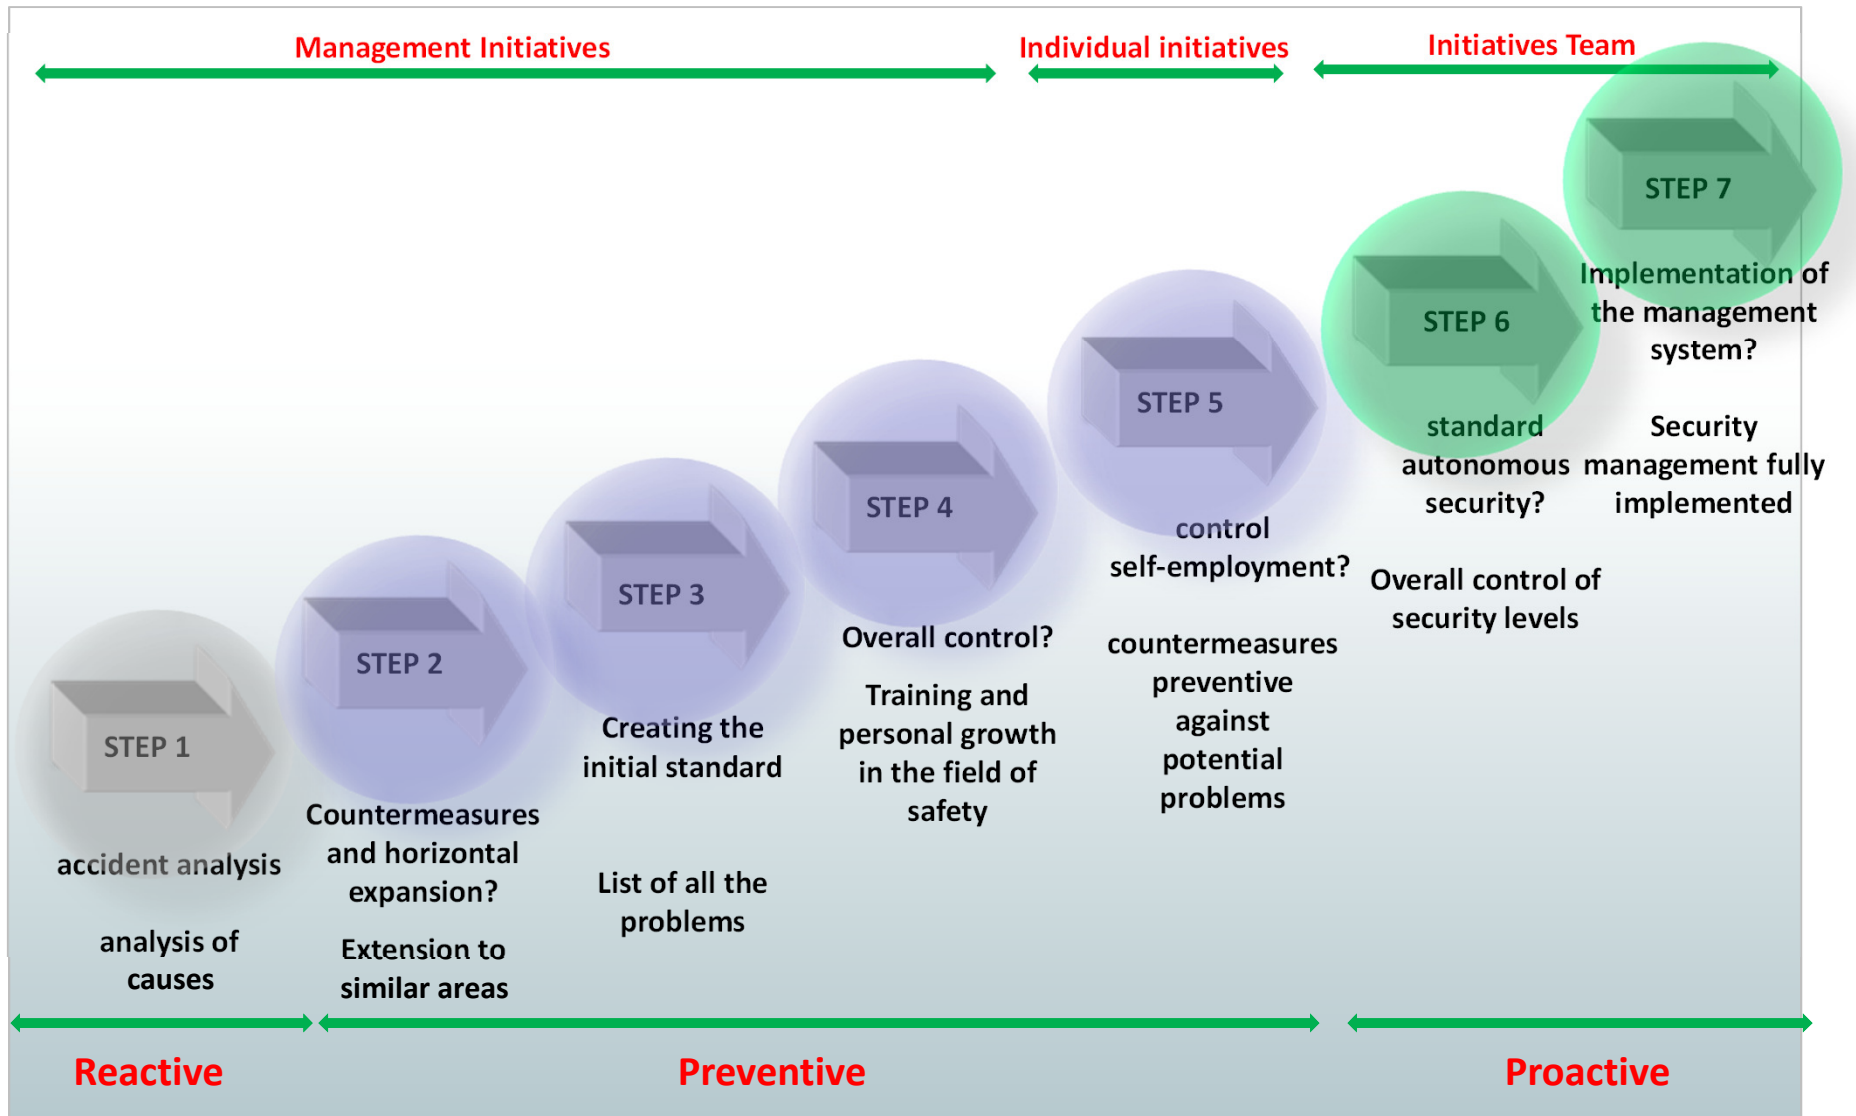 Management Initiatives
Individual initiatives
Initiatives Team
STEP 1
accident analysis
analysis of
causes
STEP 2
Countermeasures
and horizontal
expansion?
Extension to
similar areas
STEP 3
Creating the
initial standard
List of all the
problems
STEP 4
Overall control?
Training and
personal growth
in the field of
safety
STEP 5
control
self-employment?
countermeasures
preventive
against
potential
problems
STEP 6
standard
autonomous
security?
Overall control of
security levels
STEP 7
Implementation of
the management
system?
Security
management fully
implemented
Reactive
Preventive
Proactive